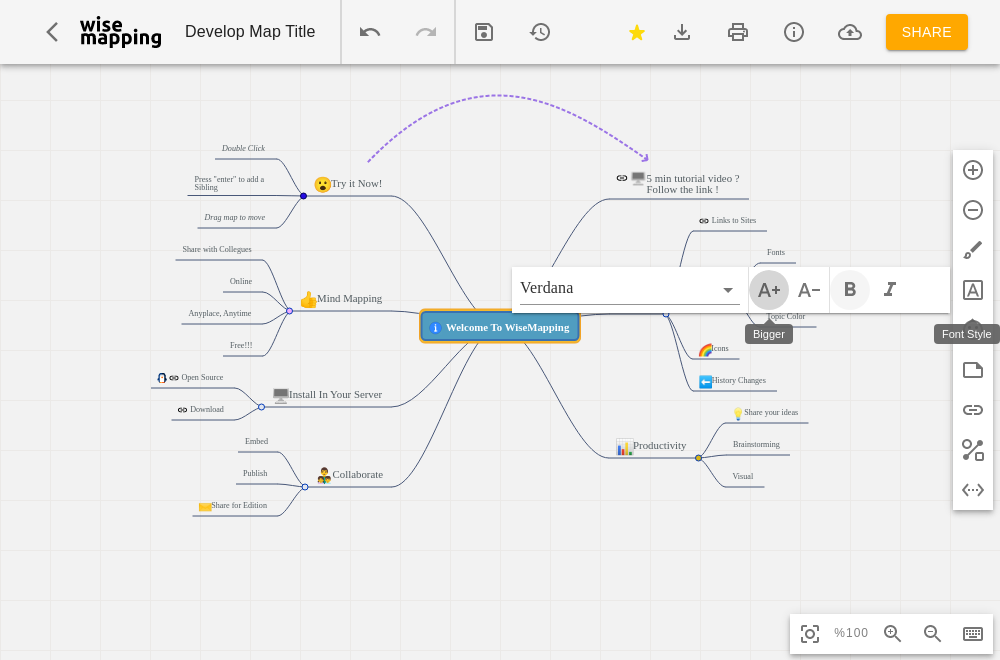 wise
mapping
Develop Map Title
SHARE
Double Click
Press "enter" to add a
Sibling
Drag map to move
Try it Now!
5 min tutorial video ?
Follow the link !
Links to Sites
Fonts
Share with Collegues
Online
Anyplace, Anytime
Free!!!
Mind Mapping
Verdana
A+
A-
B
I
Bigger
Font Style
A
Topic Color
Welcome To WiseMapping
Icons
History Changes
Open Source
Download
Install In Your Server
Share your ideas
Brainstorming
Visual
Productivity
Embed
Publish
Share for Edition
Collaborate
%100